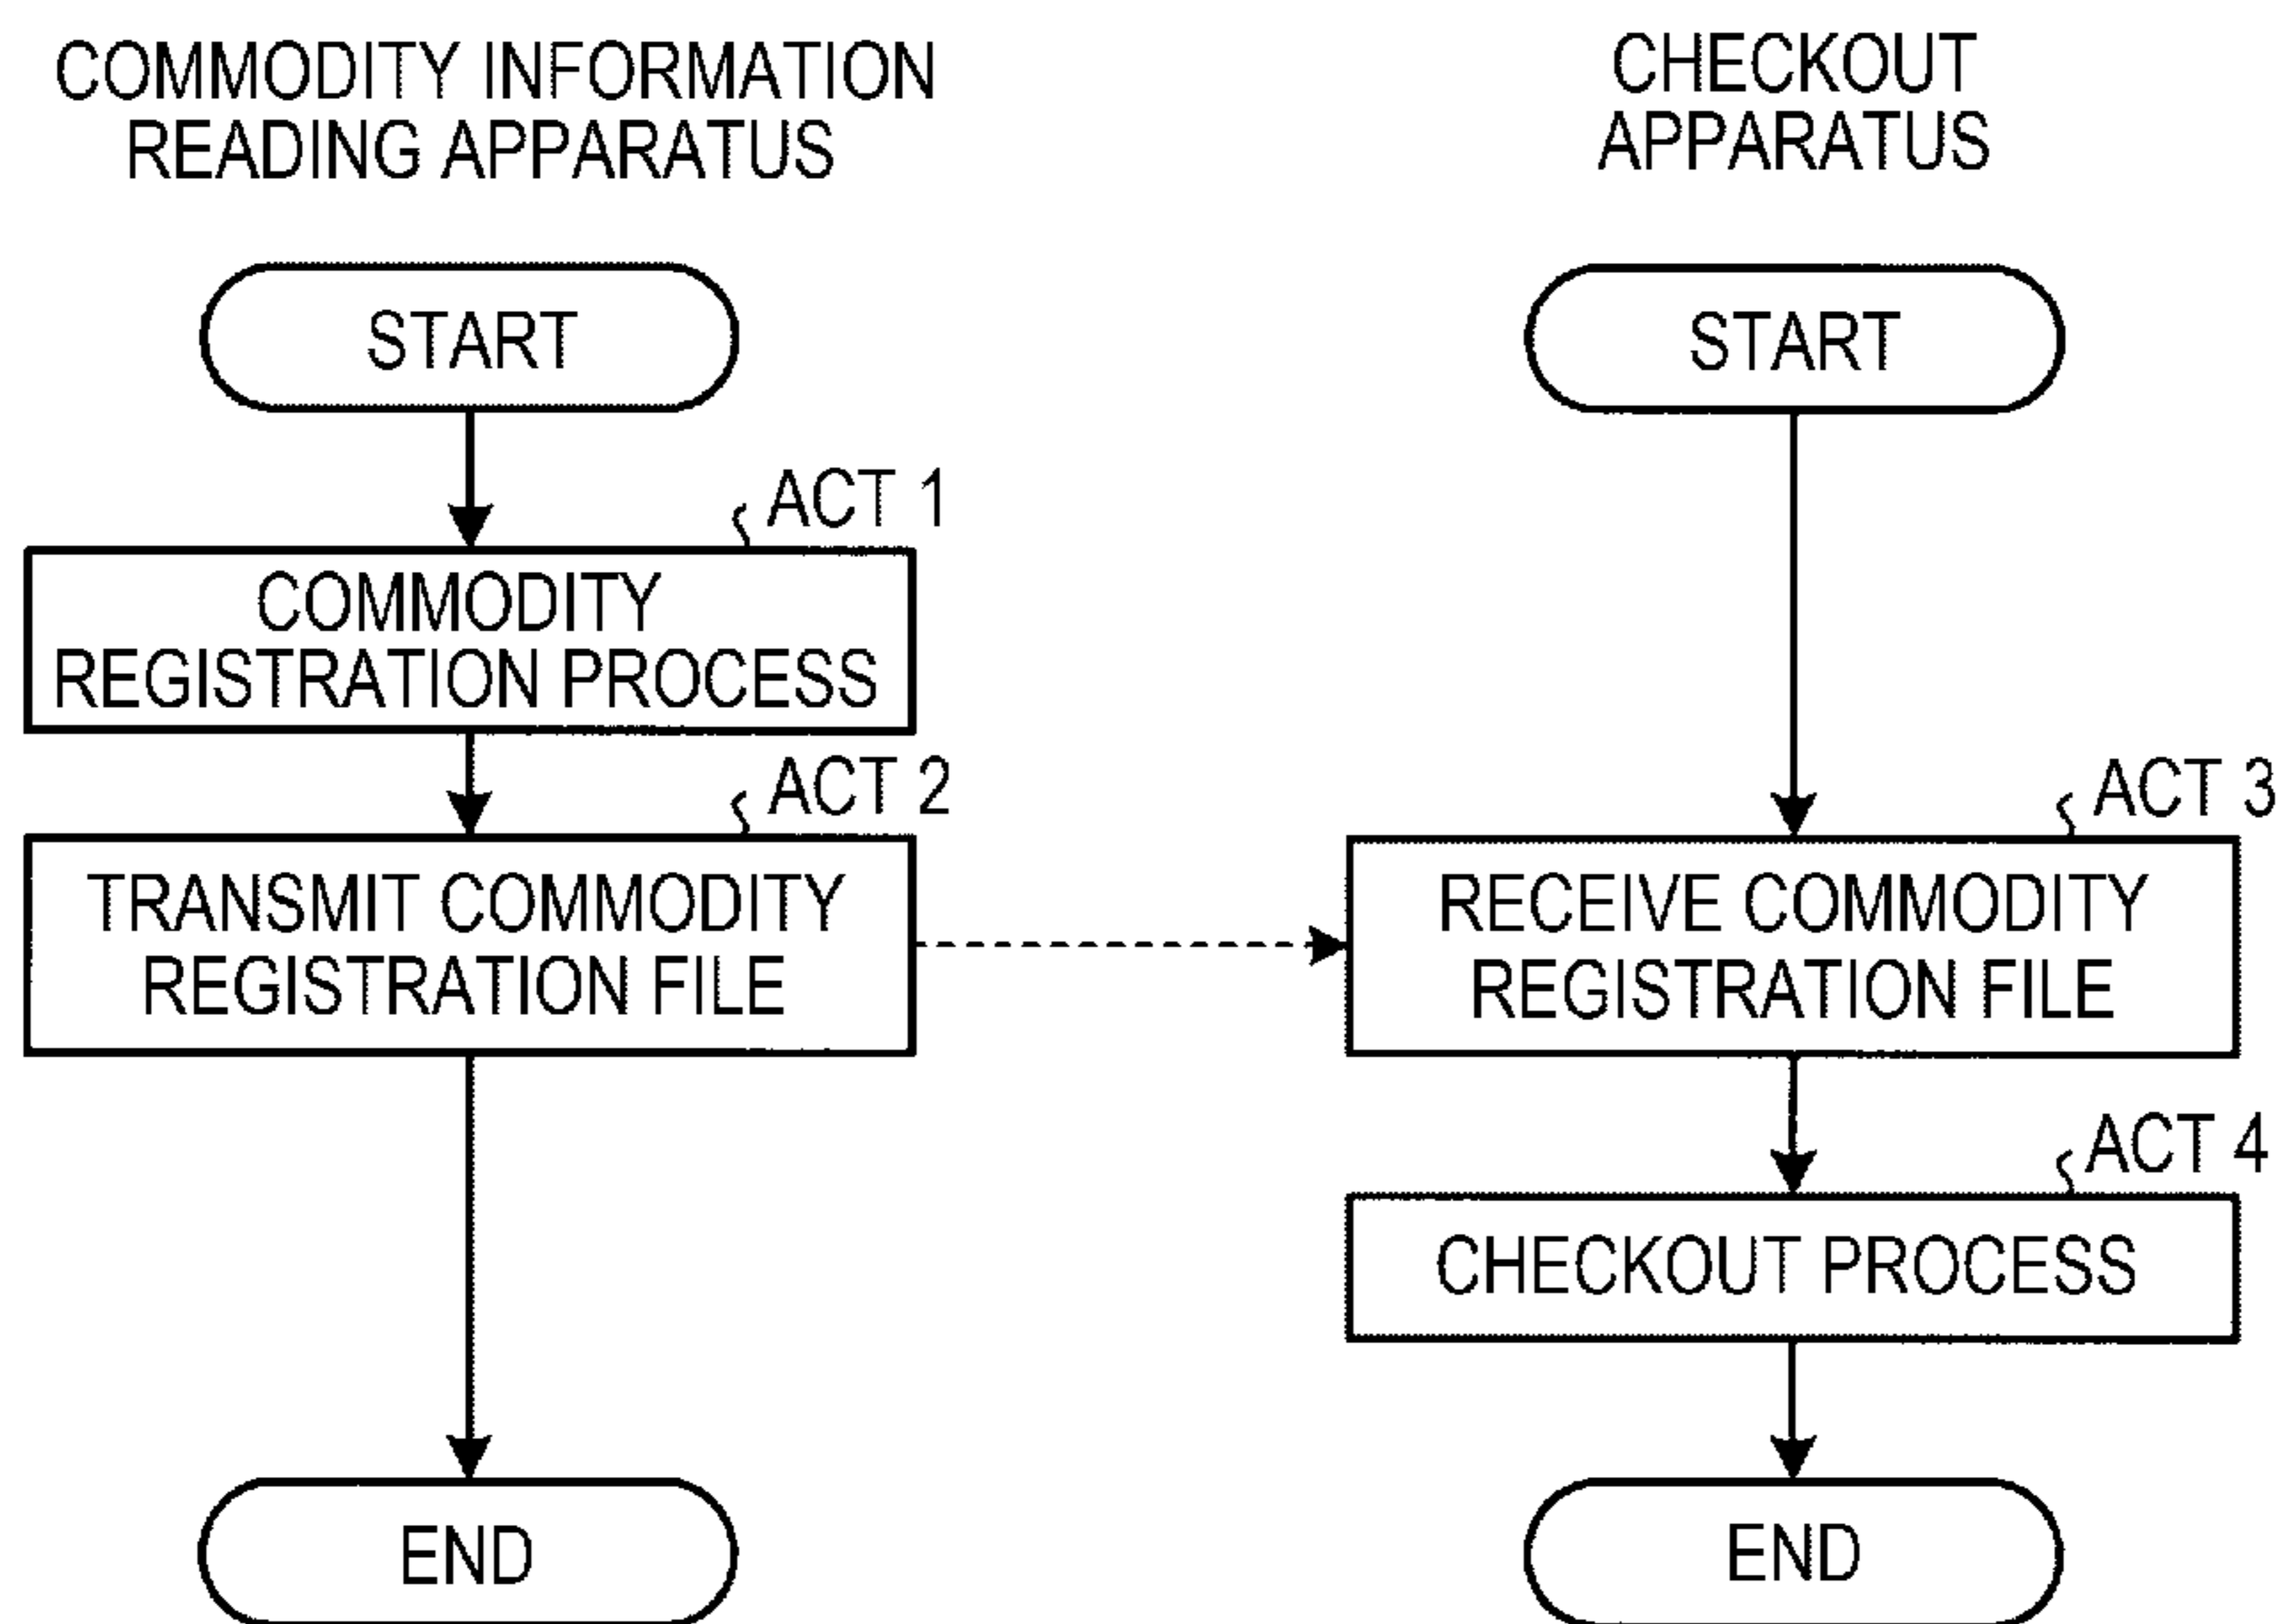 COMMODITY INFORMATION
READING APPARATUS
START
ACT 1
COMMODITY
REGISTRATION PROCESS
ACT 2
TRANSMIT COMMODITY
REGISTRATION FILE
END
CHECKOUT
APPARATUS
START
ACT 3
RECEIVE COMMODITY
REGISTRATION FILE
ACT 4
CHECKOUT PROCESS
END